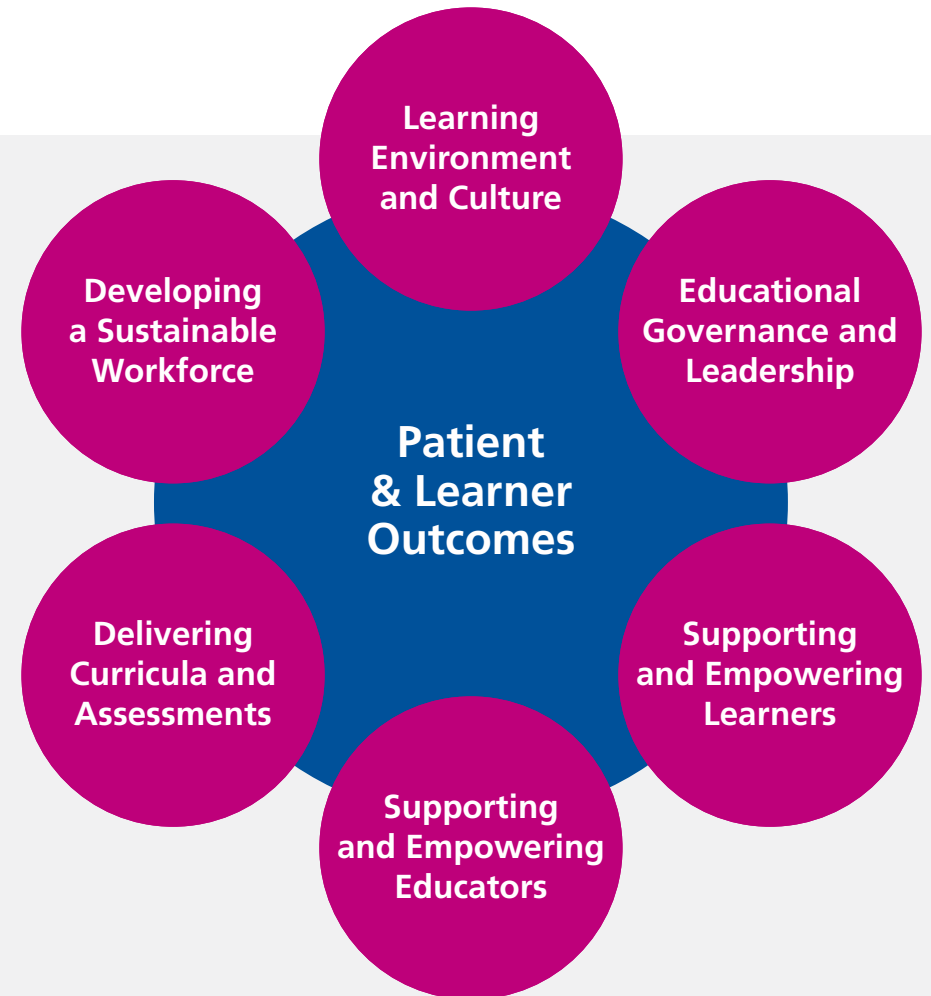 Learning
Environment
and Culture
Developing
a Sustainable
Workforce
Educational
Governance and
Leadership
Patient
& Learner
Outcomes
Delivering
Curricula and
Assessments
Supporting
and Empowering
Learners
Supporting
and Empowering
Educators